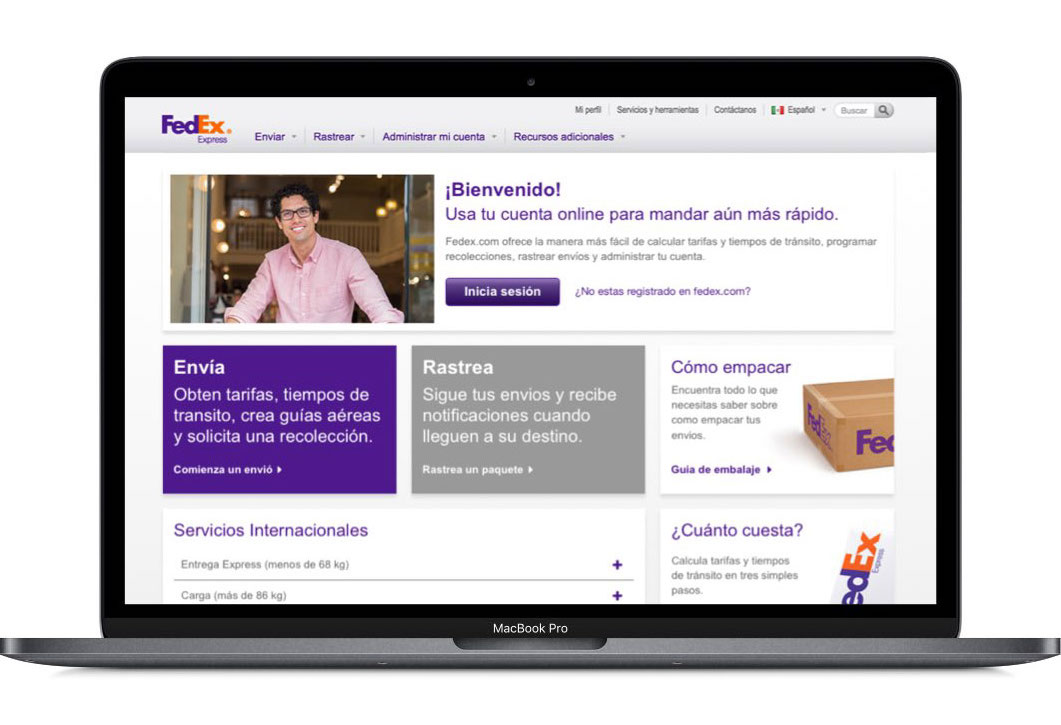 Mi perfil
Servicios y herramientas
Contáctanos
Español
Buscar
FedEx®
Express
Enviar
Rastrear
Administrar mi cuenta
Recursos adicionales
¡Bienvenido!
Usa tu cuenta online para mandar aún más rápido.
Fedex.com ofrece la manera más fácil de calcular tarifas y tiempos de tránsito, programar
recolecciones, rastrear envíos y administrar tu cuenta.
Inicia sesión
¿No estas registrado en fedex.com?
Envía
Obten tarifas, tiempos de
transito, crea guías aéreas
y solicita una recolección.
Comienza un envió
Rastrea
Sigue tus envios y recibe
notificaciones cuando
lleguen a su destino.
Rastrea un paquete
Cómo empacar
Encuentra todo lo que
necesitas saber sobre
como empacar tus
envios.
Guia de embalaje
FedEx
Fed
Servicios Internacionales
Entrega Express (menos de 68 kg)
Carga (más de 86 kg)
¿Cuánto cuesta?
Calcula tarifas y tiempos
de tránsito en tres simples
pasos.
FedEx
Express
MacBook Pro